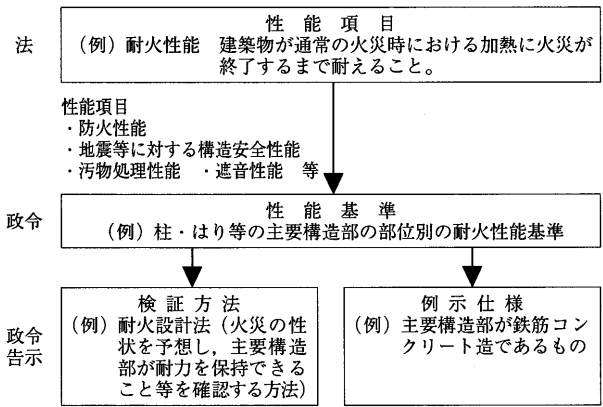 法
性能項目
(例)耐火性能 建築物が通常の火災時における加熱に火災が
終了するまで耐えること。
性能項目
・防火性能
・地震等に対する構造安全性能
・汚物処理性能 ・遮音性能 等
政令
性能基準
(例)柱・はり等の主要構造部の部位別の耐火性能基準
政令
告示
検証方法
(例)耐火設計法(火災の性
状を予想し,主要構造
部が耐力を保持できる
こと等を確認する方法)
例示仕様
(例)主要構造部が鉄筋コン
クリート造であるもの